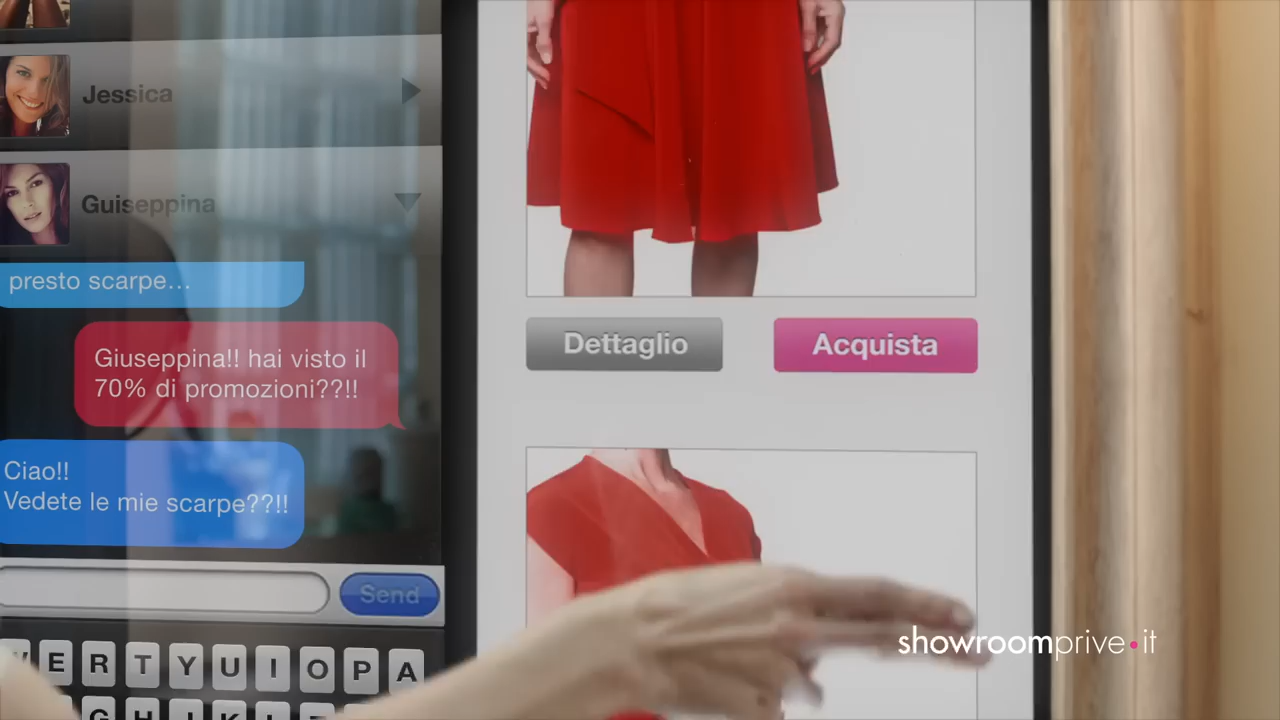 Jessica
Guiseppina
presto scarpe...
Giuseppina!! hai visto il
70% di promozioni??!!
Ciao!!
Vedete le mie scarpe??!!
Send
E R T Y U I O P A
Dettaglio
Acquista
showroomprive.it